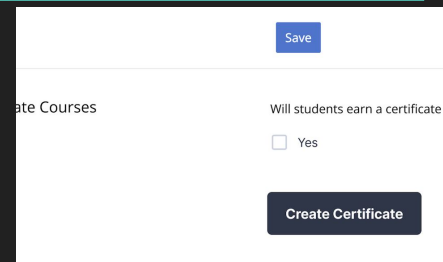 Save
ate Courses
Will students earn a certificate
Yes
Create Certificate